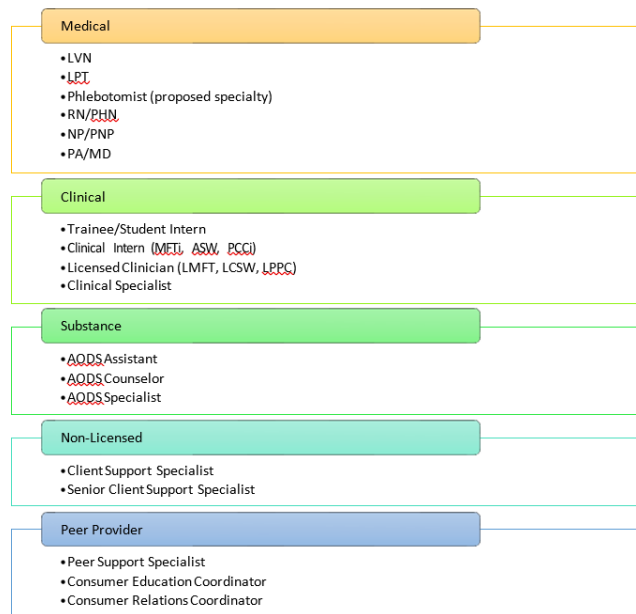 Medical
•LVN
•LPT
•Phlebotomist (proposed specialty)
•RN/PHN
•NP/PNP
•PA/MD
Clinical
•Trainee/Student Intern
•Clinical Intern (MFTi, ASW, PCCi)
•Licensed Clinician (LMFT, LCSW, LPPC)
•Clinical Specialist
Substance
•AODS Assistant
•AODS Counselor
•AODS Specialist
Non-Licensed
•Client Support Specialist
•Senior Client Support Specialist
Peer Provider
•Peer Support Specialist
•Consumer Education Coordinator
•Consumer Relations Coordinator